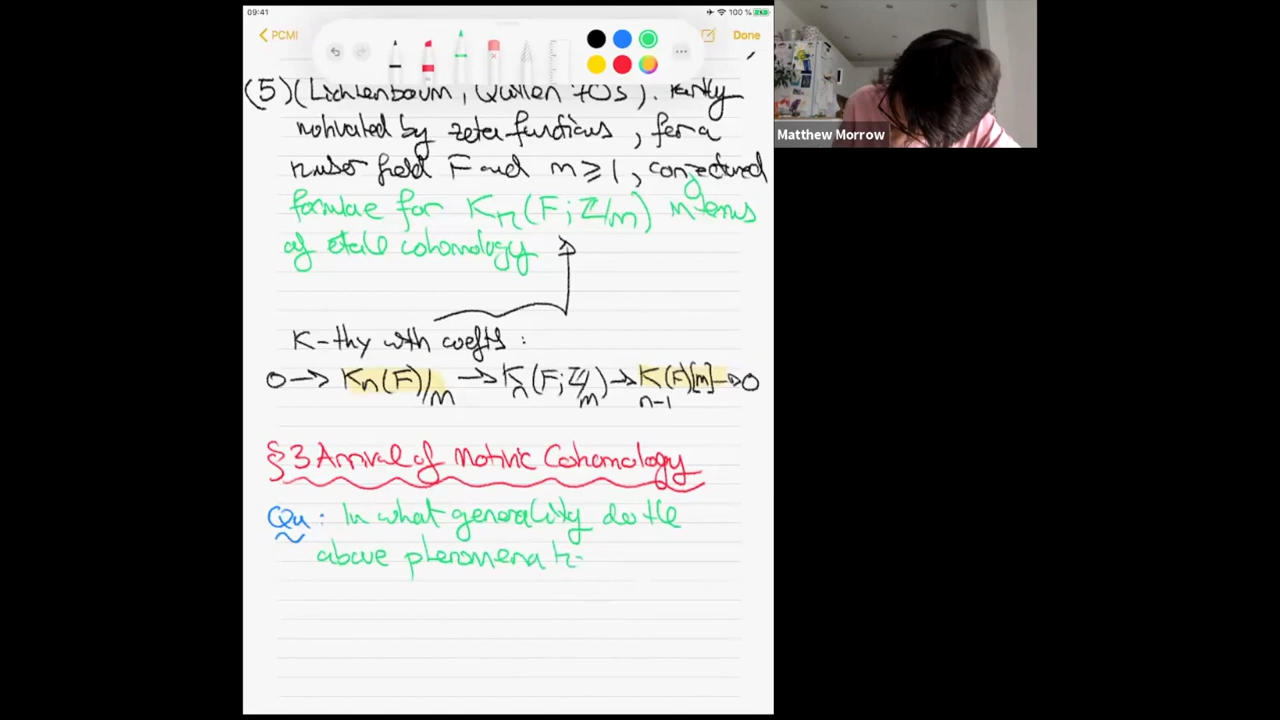 09:41
100 %
PCMI
Done
(5) (Lichtenbaum, Quillen 70s). Partly
motivated by zeta functions, for a
number field F and m ≥ 1, conjectured
formulae for Kn(F; Z/m) in terms
of étale cohomology
K-thy with coeffs :
0 → Kn(F)/m → Kn(F; Z/m) → Kn-1(F)[m] → 0
§3 Arrival of Motivic Cohomology
Qu: In what generality do the
above phenomena
Matthew Morrow